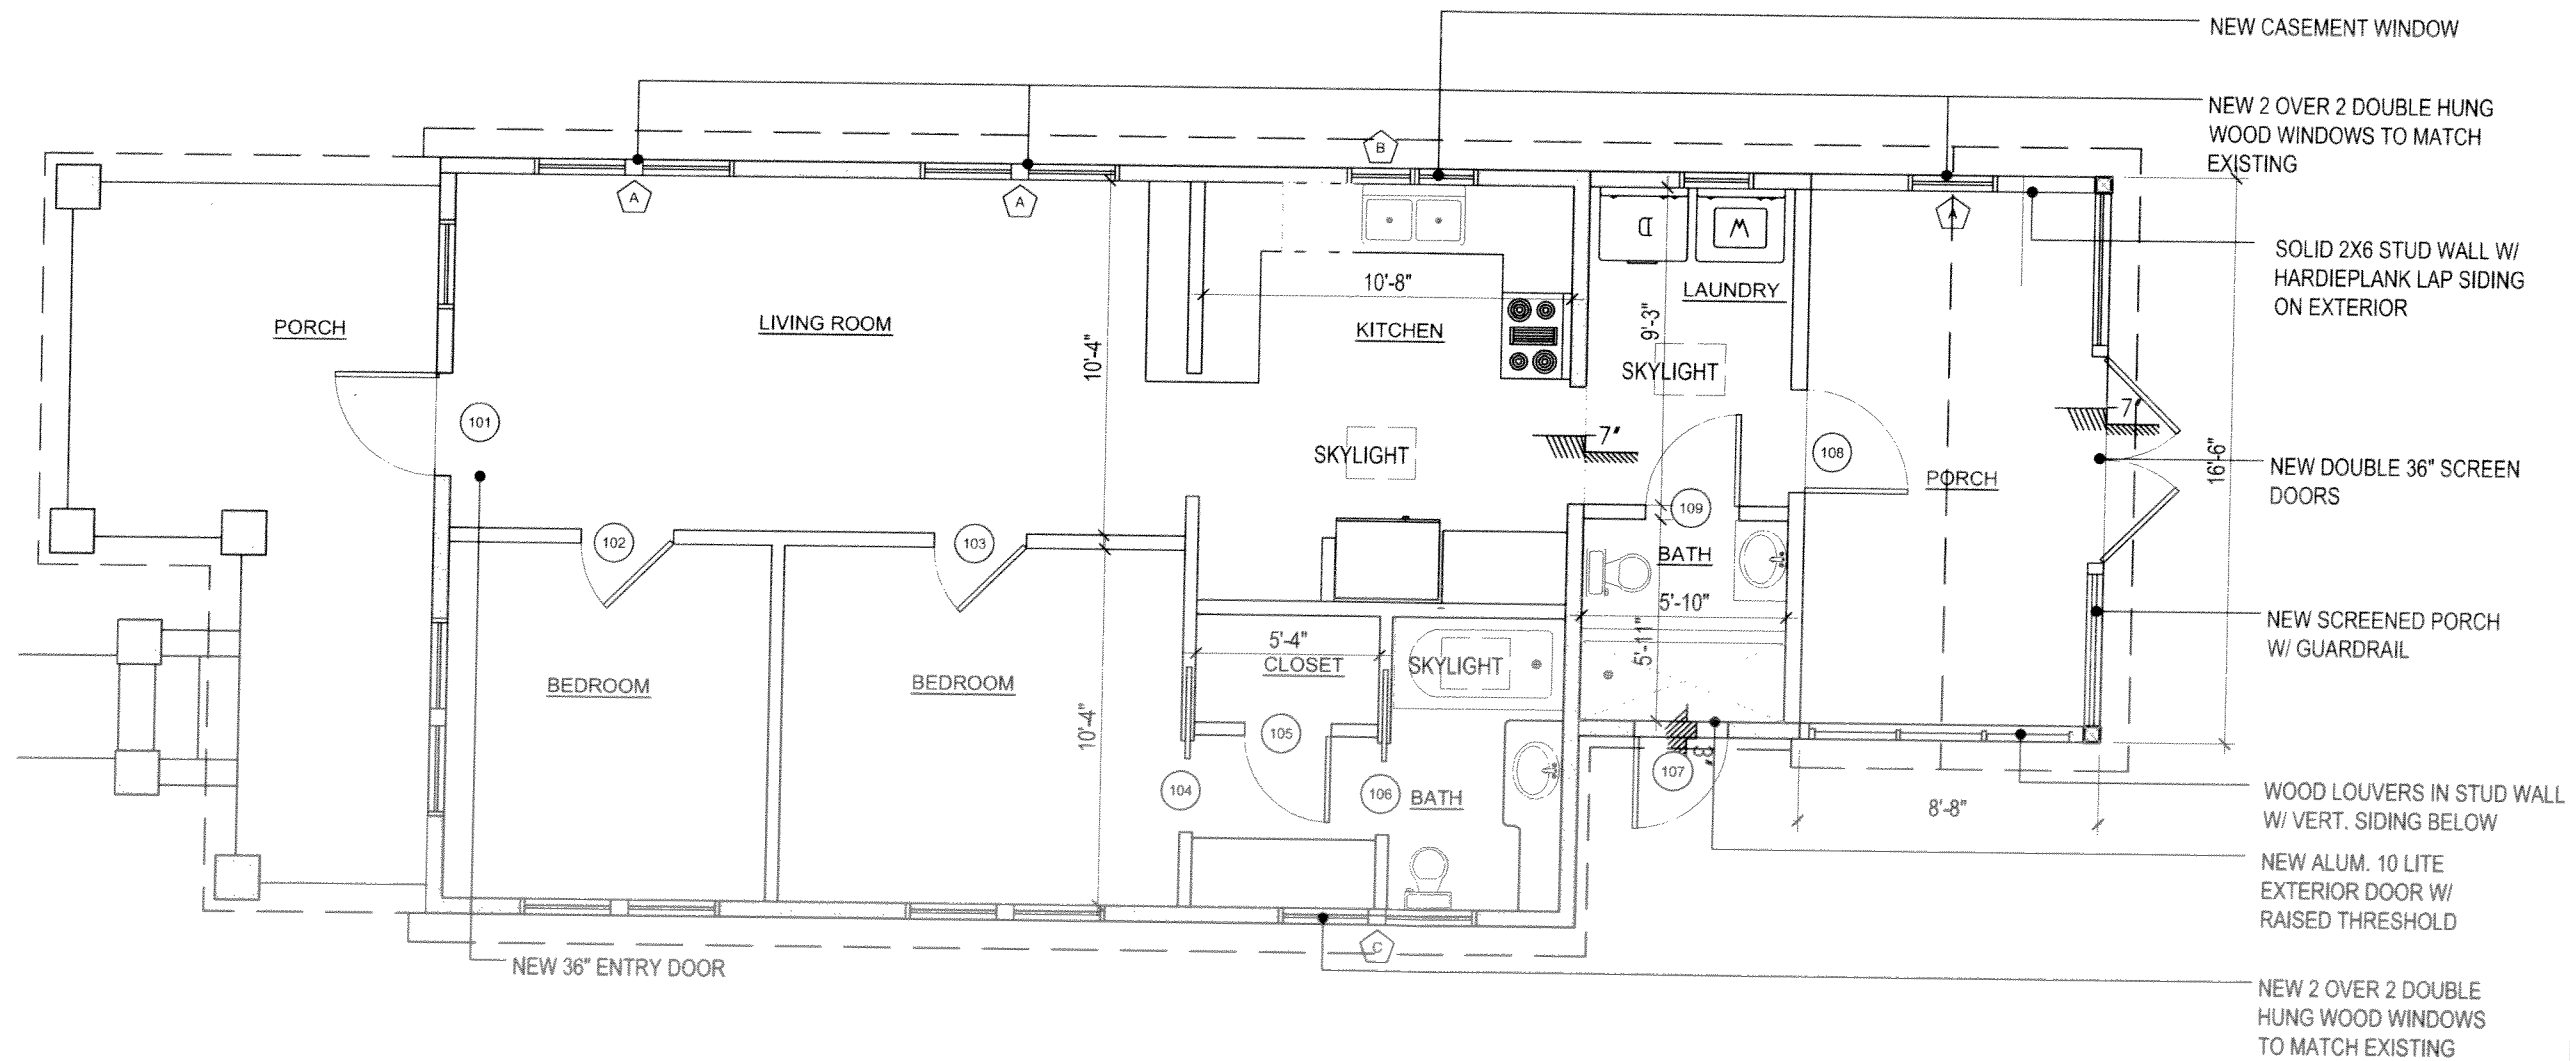 NEW CASEMENT WINDOW
NEW 2 OVER 2 DOUBLE HUNG
WOOD WINDOWS TO MATCH
EXISTING
B
A
A
A
D
W
SOLID 2X6 STUD WALL W/
HARDIEPLANK LAP SIDING
ON EXTERIOR
10'-8"
LAUNDRY
PORCH
LIVING ROOM
KITCHEN
9'-3"
10'-4"
SKYLIGHT
101
7"
7"
SKYLIGHT
108
16'-6"
NEW DOUBLE 36" SCREEN
DOORS
PORCH
109
102
103
BATH
5'-10"
NEW SCREENED PORCH
W/ GUARDRAIL
5'-4"
5'-11"
CLOSET
SKYLIGHT
BEDROOM
BEDROOM
10'-4"
105
8"
107
104
106
BATH
8'-8"
WOOD LOUVERS IN STUD WALL
W/ VERT. SIDING BELOW
NEW ALUM. 10 LITE
EXTERIOR DOOR W/
RAISED THRESHOLD
C
NEW 36" ENTRY DOOR
NEW 2 OVER 2 DOUBLE
HUNG WOOD WINDOWS
TO MATCH EXISTING